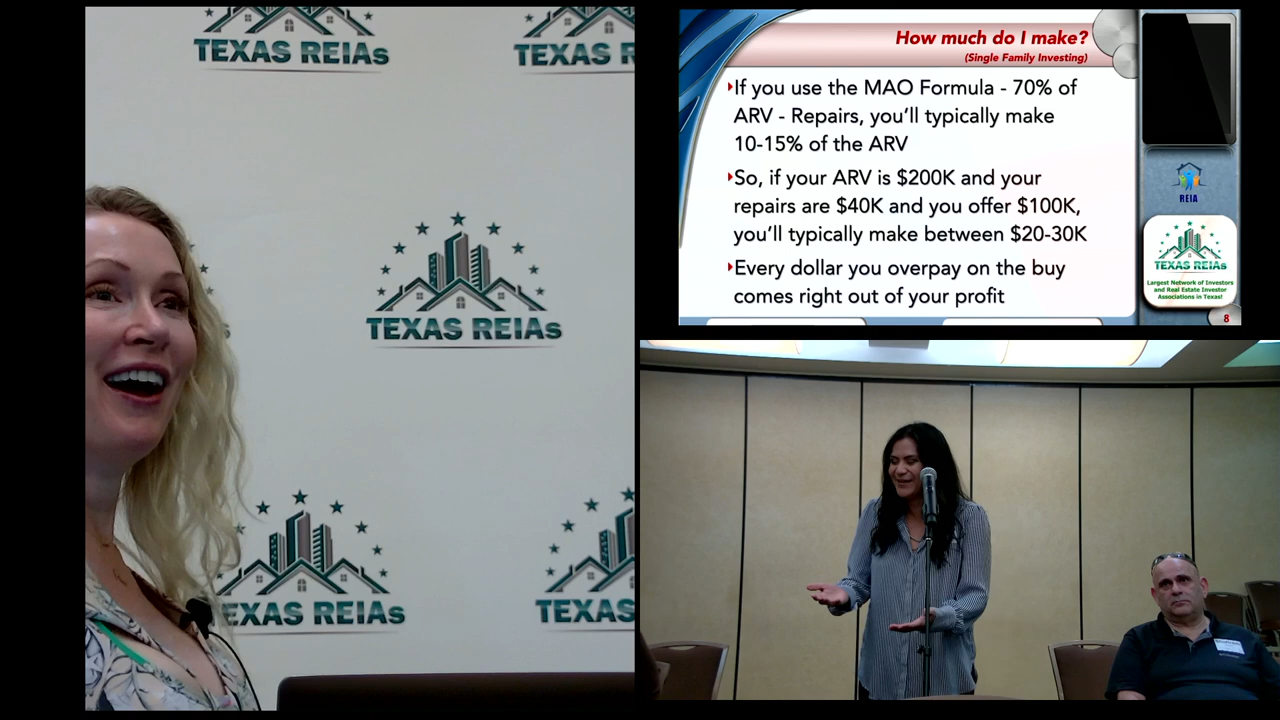 TEXAS REIAs
TEXAS R
TEXAS REIAs
EXAS REIAs
TEXAS
How much do I make?
(Single Family Investing)
If you use the MAO Formula - 70% of
ARV - Repairs, you'll typically make
10-15% of the ARV
So, if your ARV is $200K and your
repairs are $40K and you offer $100K,
you'll typically make between $20-30K
Every dollar you overpay on the buy
comes right out of your profit
REIA
TEXAS REIAs
Largest Network of Investors
and Real Estate Investor
Associations in Texas!
8